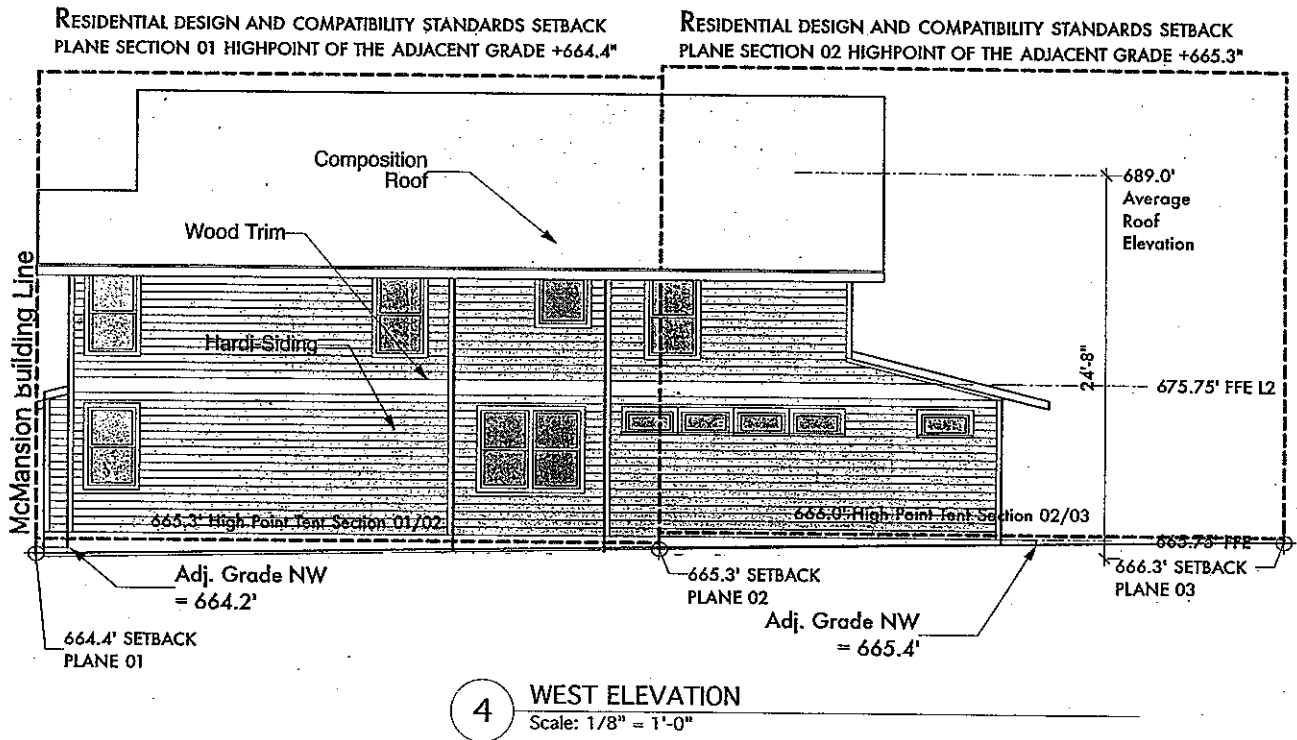 RESIDENTIAL DESIGN AND COMPATIBILITY STANDARDS SETBACK
PLANE SECTION 01 HIGHPOINT OF THE ADJACENT GRADE +664.4"
RESIDENTIAL DESIGN AND COMPATIBILITY STANDARDS SETBACK
PLANE SECTION 02 HIGHPOINT OF THE ADJACENT GRADE +665.3"
Composition
Roof
Wood Trim
Hardi-Siding
McMansion Building Line
689.0'
Average
Roof
Elevation
24'-8"
675.75' FFE L2
665.3' High Point Tent Section 01/02
666.0' High Point Tent Section 02/03
665.75' FFE
Adj. Grade NW
= 664.2'
665.3' SETBACK
PLANE 02
666.3' SETBACK
PLANE 03
Adj. Grade NW
= 665.4'
664.4' SETBACK
PLANE 01
4
WEST ELEVATION
Scale: 1/8" = 1'-0"